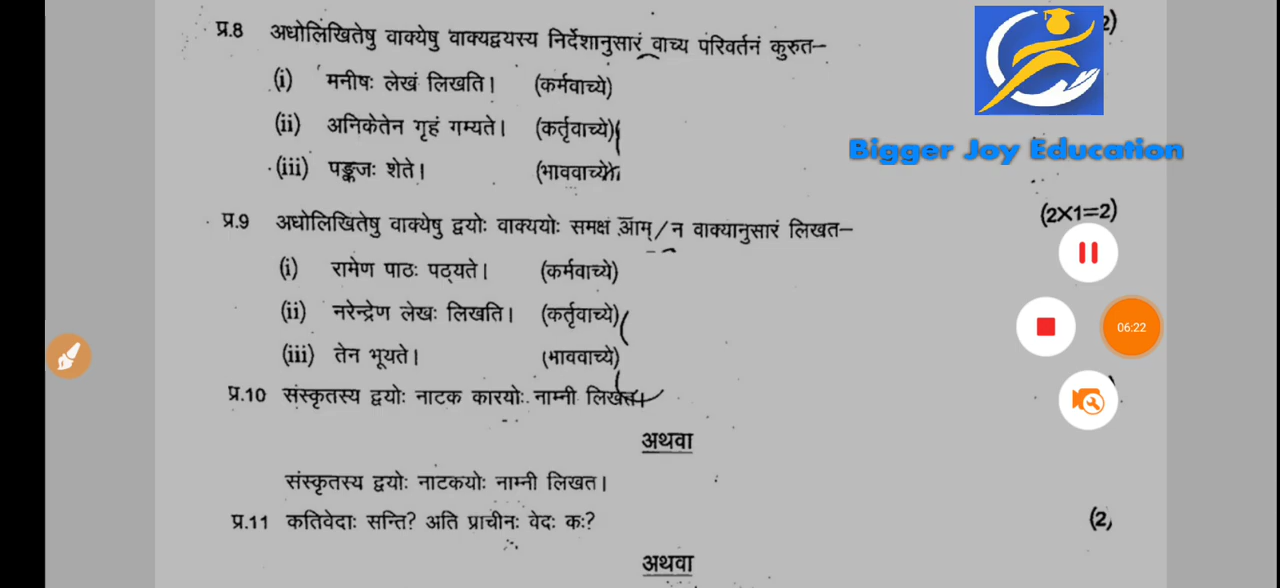 प्र.8 अधोलिखितेषु वाक्येषु वाक्यद्वयस्य निर्देशानुसारं वाच्य परिवर्तनं कुरुत– 2)
(i) मनीषः लेखं लिखति। (कर्मवाच्ये)
(ii) अनिकेतेन गृहं गम्यते। (कर्तृवाच्ये)
(iii) पङ्कजः शेते। (भाववाच्ये)
Bigger Joy Education
प्र.9 अधोलिखितेषु वाक्येषु द्वयोः वाक्ययोः समक्षं आम्/न वाक्यानुसारं लिखत– (2X1=2)
(i) रामेण पाठः पठ्यते। (कर्मवाच्ये)
(ii) नरेन्द्रेण लेखः लिखति। (कर्तृवाच्ये)
06:22
(iii) तेन भूयते। (भाववाच्ये)
प्र.10 संस्कृतस्य द्वयोः नाटक कारयोः नाम्नी लिखत।
अथवा
संस्कृतस्य द्वयोः नाटकयोः नाम्नी लिखत।
प्र.11 कतिवेदाः सन्ति? अति प्राचीनः वेदः कः? (2)
अथवा